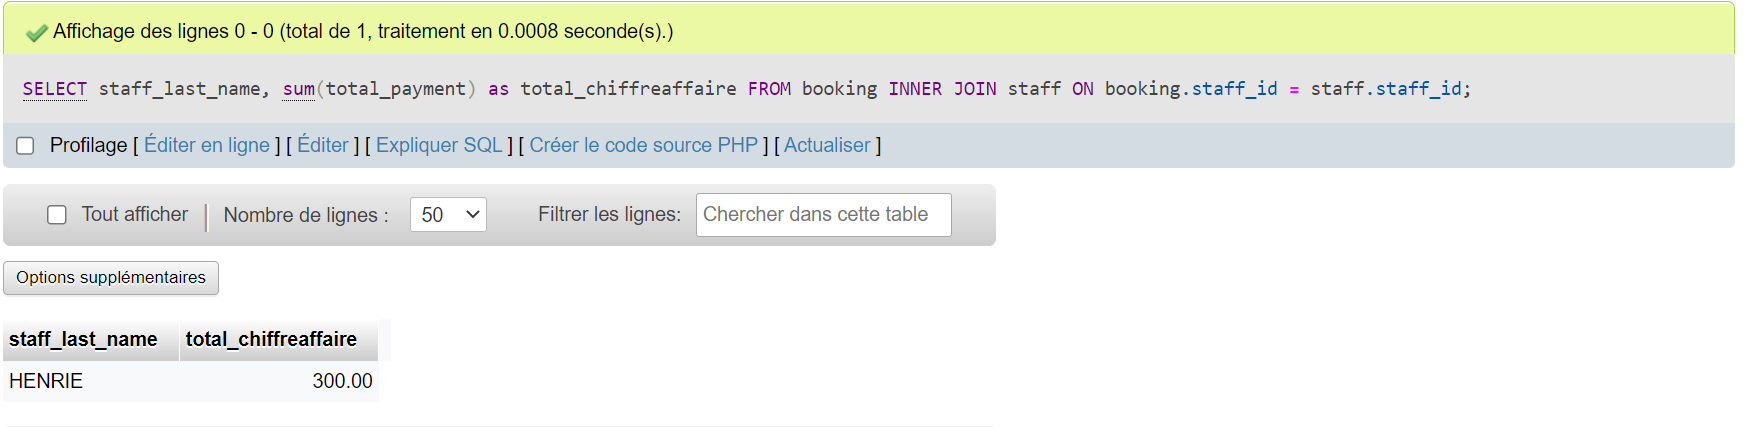 Affichage des lignes 0 - 0 (total de 1, traitement en 0.0008 seconde(s).)
SELECT staff_last_name, sum(total_payment) as total_chiffreaffaire FROM booking INNER JOIN staff ON booking.staff_id = staff.staff_id;
Profilage [ Éditer en ligne ] [ Éditer ] [ Expliquer SQL ] [ Créer le code source PHP ] [ Actualiser ]
Tout afficher Nombre de lignes : 50 Filtrer les lignes: Chercher dans cette table
Options supplémentaires
staff_last_name total_chiffreaffaire
HENRIE 300.00